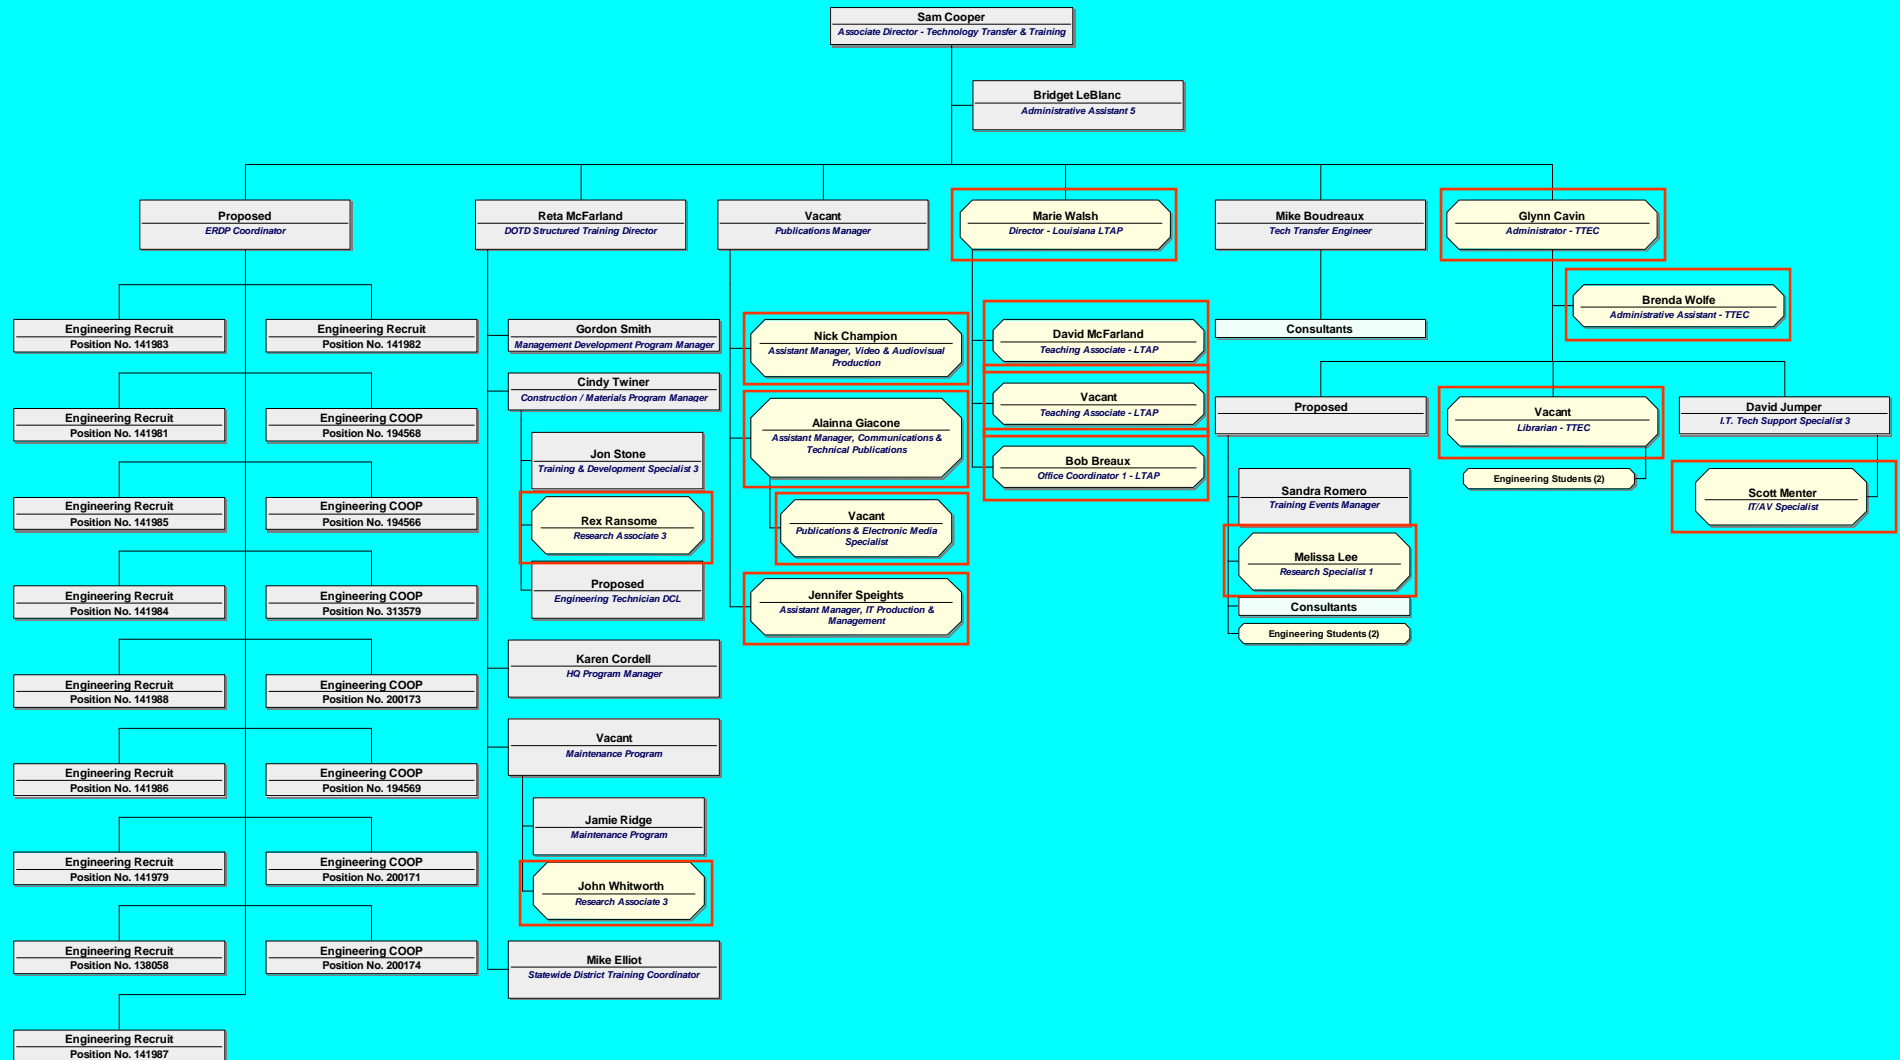 Sam Cooper
Associate Director - Technology Transfer & Training
Bridget LeBlanc
Administrative Assistant 5
Proposed
ERDP Coordinator
Engineering Recruit
Position No. 141983
Engineering Recruit
Position No. 141982
Engineering Recruit
Position No. 141981
Engineering COOP
Position No. 194568
Engineering Recruit
Position No. 141985
Engineering COOP
Position No. 194566
Engineering Recruit
Position No. 141984
Engineering COOP
Position No. 313579
Engineering Recruit
Position No. 141988
Engineering COOP
Position No. 200173
Engineering Recruit
Position No. 141986
Engineering COOP
Position No. 194569
Engineering Recruit
Position No. 141979
Engineering COOP
Position No. 200171
Engineering Recruit
Position No. 138058
Engineering COOP
Position No. 200174
Engineering Recruit
Position No. 141987
Reta McFarland
DOTD Structured Training Director
Gordon Smith
Management Development Program Manager
Cindy Twiner
Construction / Materials Program Manager
Jon Stone
Training & Development Specialist 3
Rex Ransome
Research Associate 3
Proposed
Engineering Technician DCL
Karen Cordell
HQ Program Manager
Vacant
Maintenance Program
Jamie Ridge
Maintenance Program
John Whitworth
Research Associate 3
Mike Elliot
Statewide District Training Coordinator
Vacant
Publications Manager
Nick Champion
Assistant Manager, Video & Audiovisual
Production
Alainna Giacone
Assistant Manager, Communications &
Technical Publications
Vacant
Publications & Electronic Media
Specialist
Jennifer Speights
Assistant Manager, IT Production &
Management
Marie Walsh
Director - Louisiana LTAP
David McFarland
Teaching Associate - LTAP
Vacant
Teaching Associate - LTAP
Bob Breaux
Office Coordinator 1 - LTAP
Mike Boudreaux
Tech Transfer Engineer
Consultants
Glynn Cavin
Administrator - TTEC
Brenda Wolfe
Administrative Assistant - TTEC
Proposed
Sandra Romero
Training Events Manager
Melissa Lee
Research Specialist 1
Consultants
Engineering Students (2)
Vacant
Librarian - TTEC
Engineering Students (2)
David Jumper
I.T. Tech Support Specialist 3
Scott Menter
IT/AV Specialist